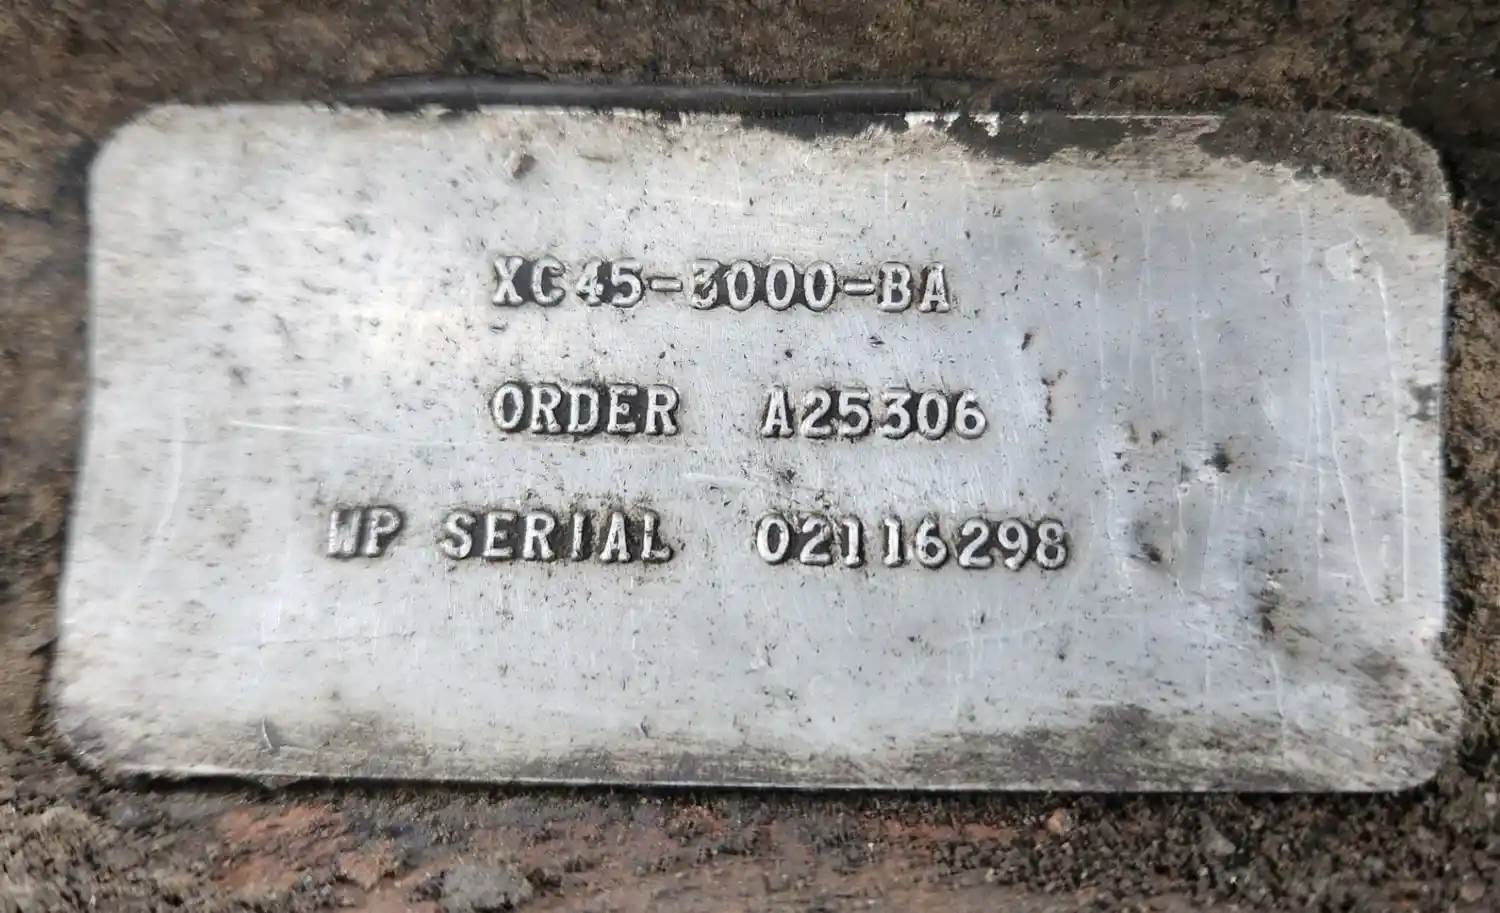 XC45-3000-BA
ORDER A25306
WP SERIAL 02116298